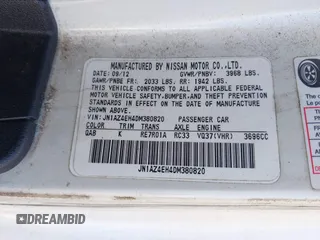 MANUFACTURED BY NISSAN MOTOR CO.,LTD.
DATE: 09/12 GVWR/PNBV: 3968 LBS.
GAWR/PNBE FR: 2033 LBS. RR: 1942 LBS.
THIS VEHICLE CONFORMS TO ALL APPLICABLE FEDERAL
MOTOR VEHICLE SAFETY-BUMPER-AND THEFT PREVENTION
STANDARDS IN EFFECT ON THE DATE OF MANUFACTURE
SHOWN ABOVE.
VIN: JN1AZ4EH4DM380820 PASSENGER CAR
COLOR TRIM TRANS AXLE ENGINE
QAB K RE7R01A RC33 VQ37(VHR) 3696CC
JN1AZ4EH4DM380820
RIDESAFELY